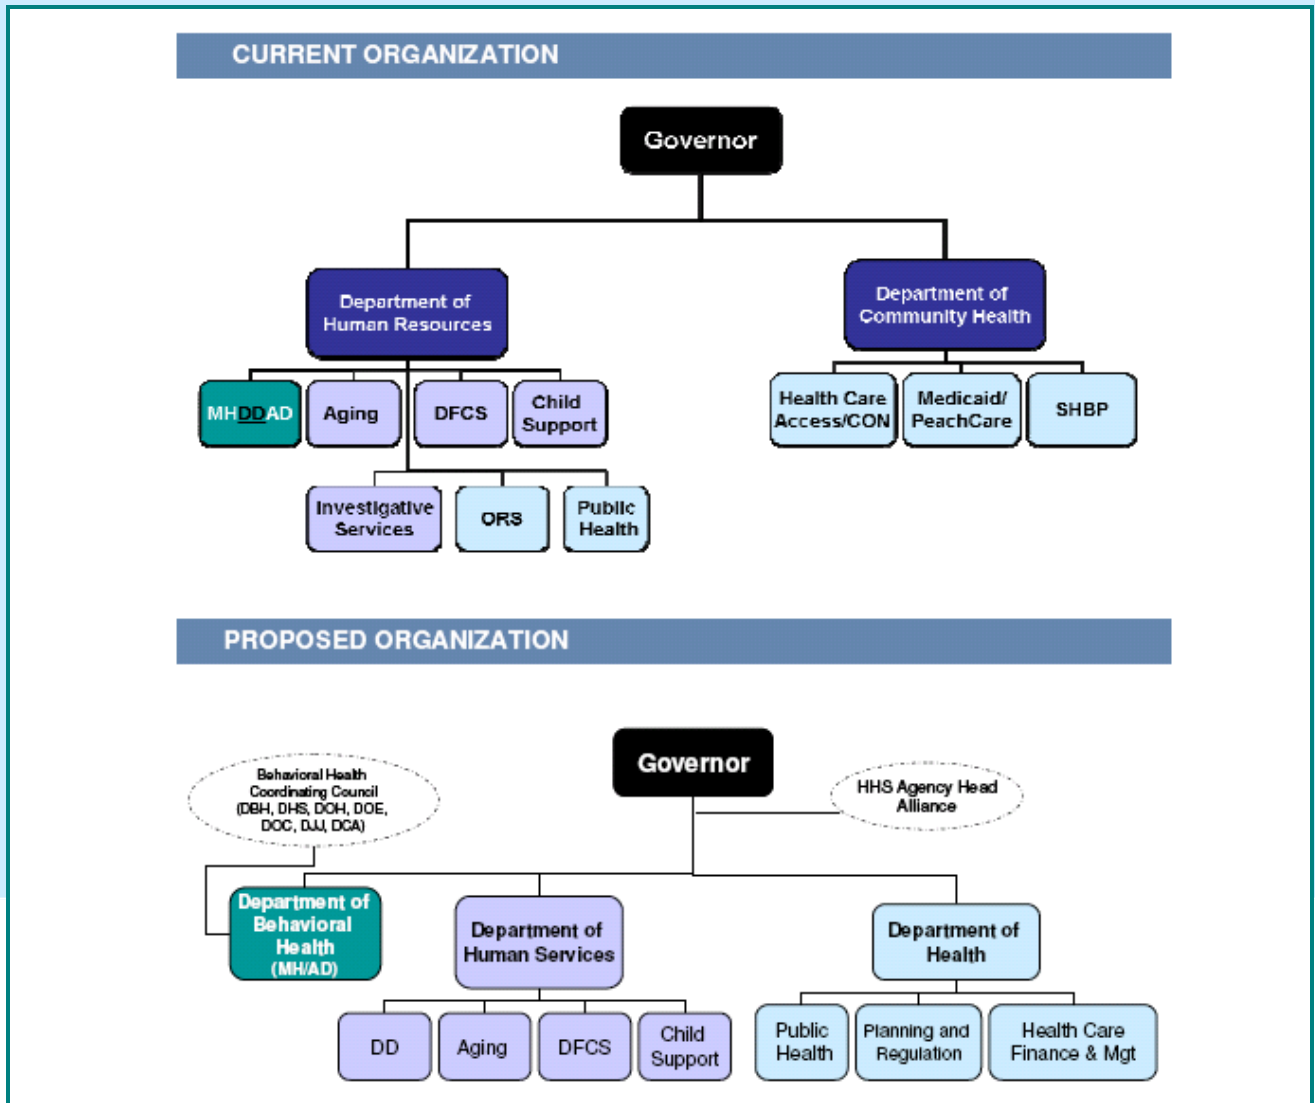 CURRENT ORGANIZATION
Governor
Department of
Human Resources
Department of
Community Health
MHDDAD
Aging
DFCS
Child
Support
Health Care
Access/CON
Medicaid/
PeachCare
SHBP
Investigative
Services
ORS
Public
Health
PROPOSED ORGANIZATION
Governor
Behavioral Health
Coordinating Council
(DBH, DHS, DOH, DOE,
DOC, DJJ, DCA)
HHS Agency Head
Alliance
Department of
Behavioral
Health
(MH/AD)
Department of
Human Services
Department of
Health
DD
Aging
DFCS
Child
Support
Public
Health
Planning and
Regulation
Health Care
Finance & Mgt